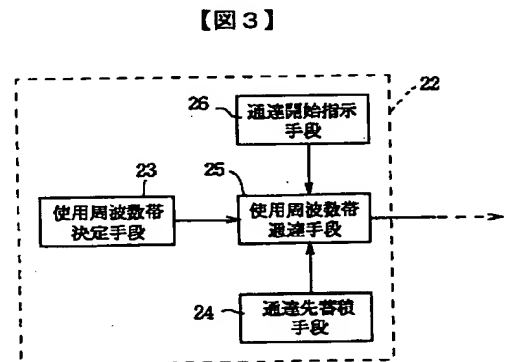 【図3】
22
26
通達開始指示
手段
23
25
使用周波数帯
決定手段
使用周波数帯
通達手段
24
通達先蓄積
手段